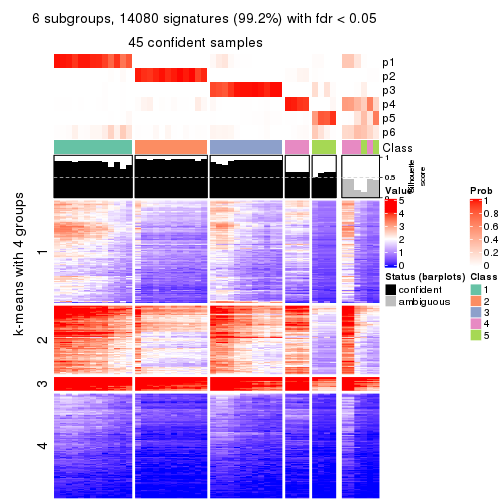 6 subgroups, 14080 signatures (99.2%) with fdr < 0.05
45 confident samples
p1
p2
p3
p4
p5
p6
Class
1
0.5
0
Silhouette
score
k-means with 4 groups
1
2
3
4
Value
5
4
3
2
1
0
Prob
1
0.8
0.6
0.4
0.2
0
Status (barplots)
confident
ambiguous
Class
1
2
3
4
5